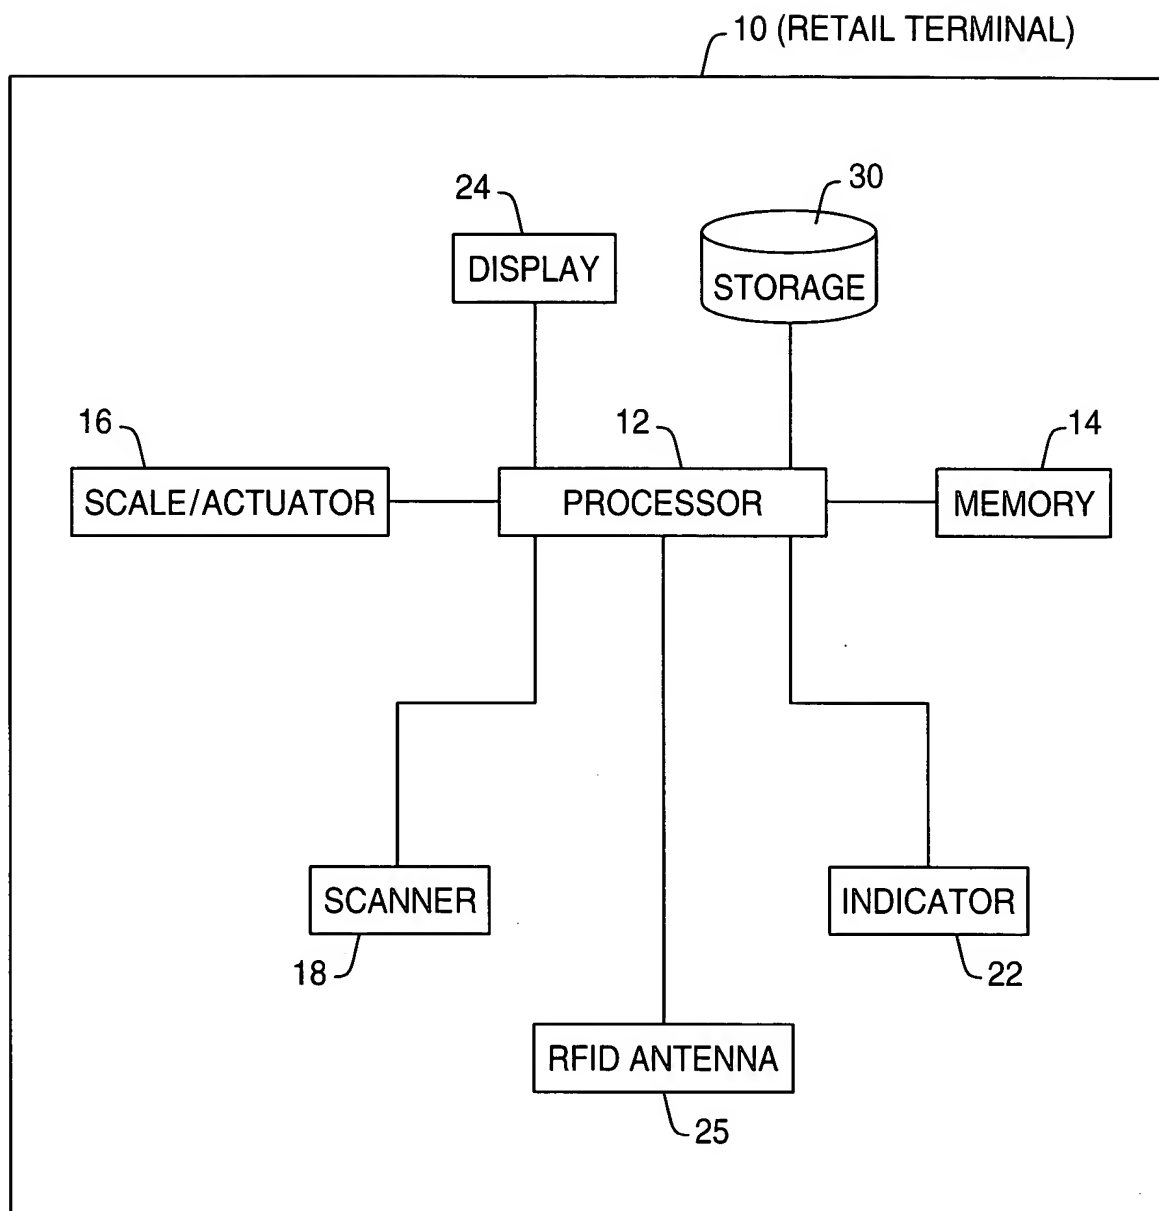 10 (RETAIL TERMINAL)
24
30
DISPLAY
STORAGE
16
12
14
SCALE/ACTUATOR
PROCESSOR
MEMORY
SCANNER
INDICATOR
18
22
RFID ANTENNA
25